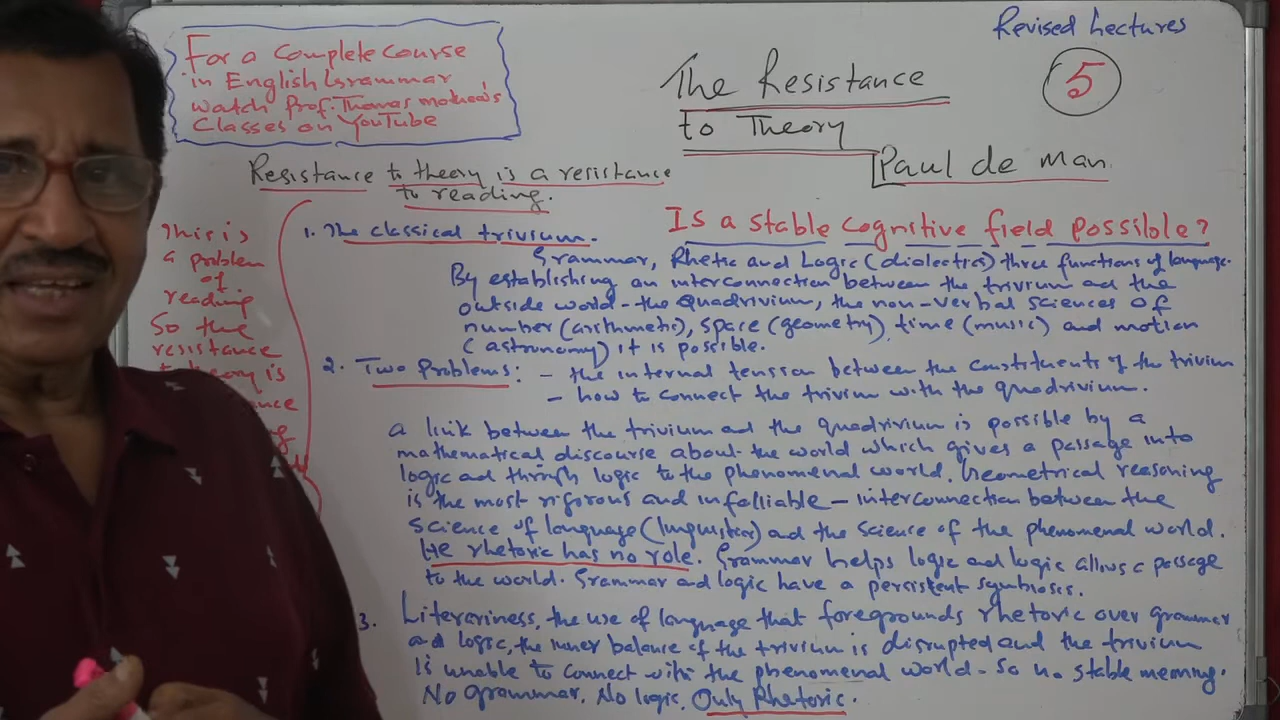 Revised Lectures
5
For a Complete Course
in English Grammar
watch Prof. Thomas Mathew's
Classes on YouTube
The Resistance
to Theory
Paul de man.
Resistance to theory is a resistance
to reading.
This is
a problem
of
reading
So the
resistance
is
Is a stable cognitive field possible?
1. The classical trivium.
Grammar, Rhetic and Logic (dialectics) three functions of language.
By establishing an interconnection between the trivium and the
outside world - the Quadrivium, the non-verbal sciences of
number (arithmetic), space (geometry), time (music) and motion
(astronomy) it is possible.
2. Two Problems: - the internal tension between the constituents of the trivium
- how to connect the trivium with the quadrivium.
a link between the trivium and the quadrivium is possible by a
mathematical discourse about the world which gives a passage into
logic and through logic to the phenomenal world. Geometrical reasoning
is the most rigorous and infalliable - interconnection between the
science of language (linguistics) and the science of the phenomenal world.
He rhetoric has no role. Grammar helps logic and logic allows a passage
to the world. Grammar and logic have a persistent symbiosis.
3. Literariness, the use of language that foregrounds rhetoric over grammar
and logic, the inner balance of the trivium is disrupted and the trivium
is unable to connect with the phenomenal world - So no stable meaning.
No grammar, No logic, Only Rhetoric.